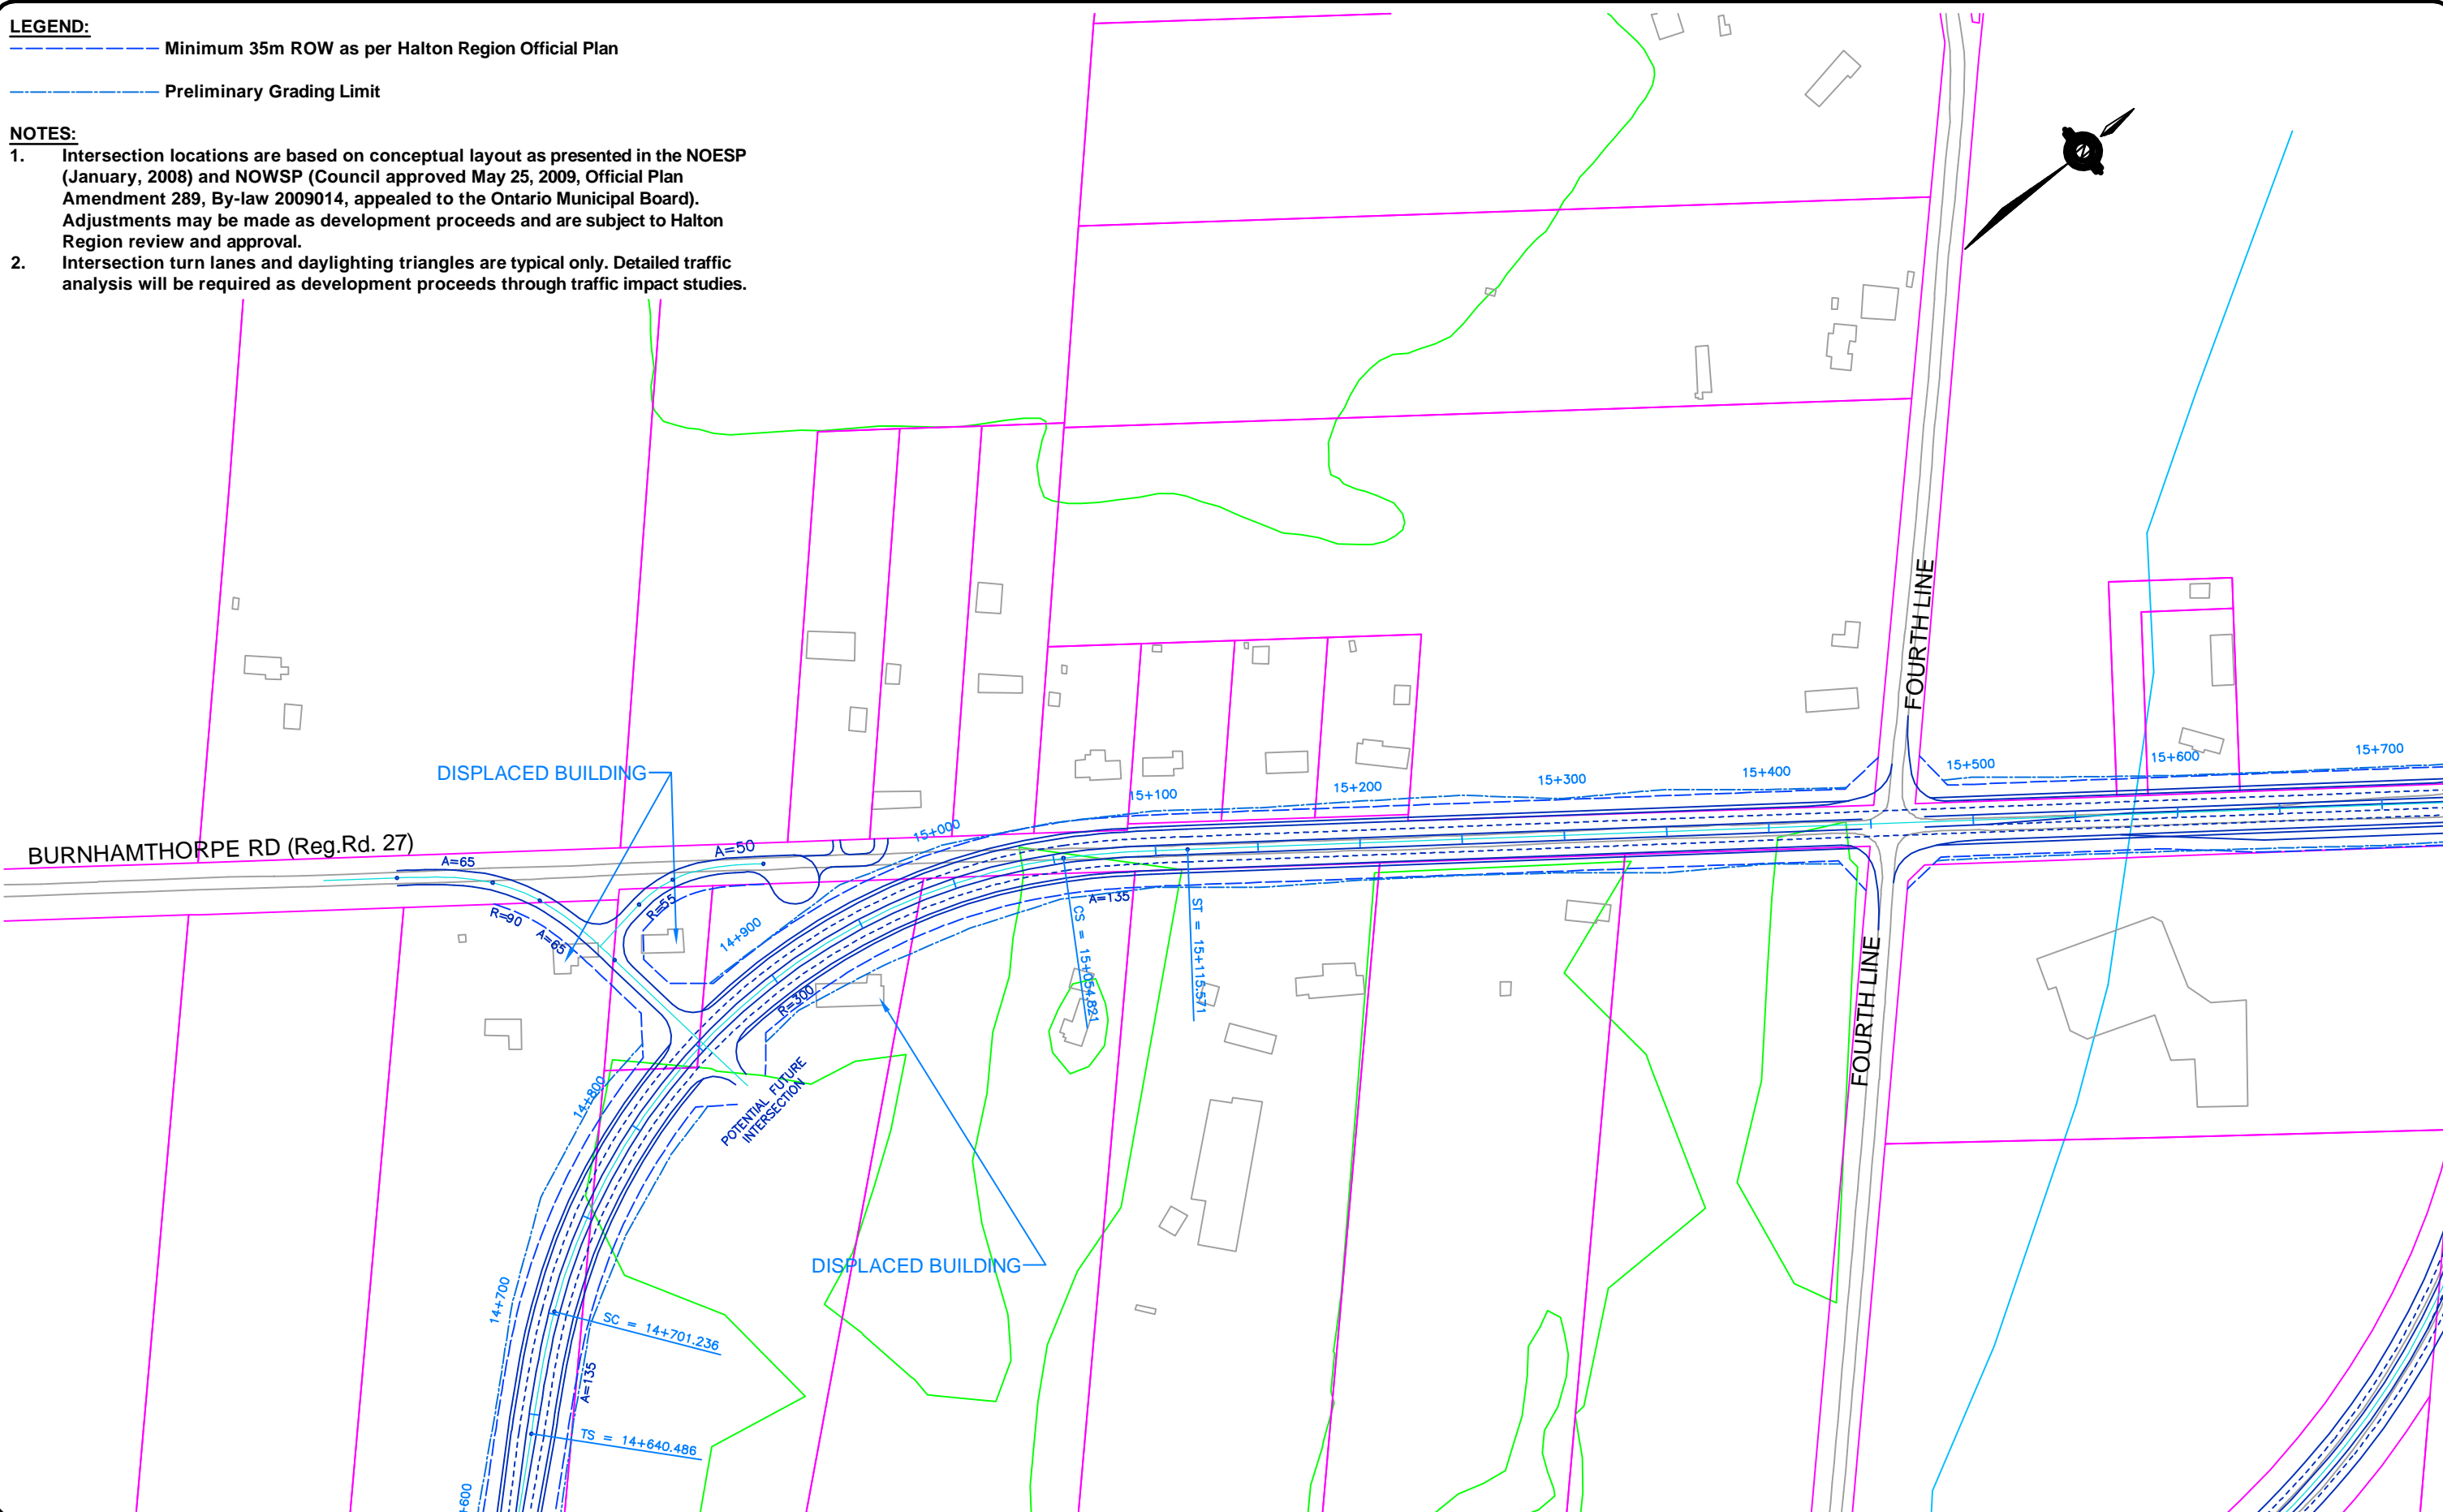 LEGEND:
Minimum 35m ROW as per Halton Region Official Plan
Preliminary Grading Limit
NOTES:
1. Intersection locations are based on conceptual layout as presented in the NOESP
(January, 2008) and NOWSP (Council approved May 25, 2009, Official Plan
Amendment 289, By-law 2009014, appealed to the Ontario Municipal Board).
Adjustments may be made as development proceeds and are subject to Halton
Region review and approval.
2. Intersection turn lanes and daylighting triangles are typical only. Detailed traffic
analysis will be required as development proceeds through traffic impact studies.
FOURTH LINE
DISPLACED BUILDING
15+100
15+200
15+300
15+400
15+500
15+600
15+700
15+000
BURNHAMTHORPE RD (Reg.Rd. 27)
A=65
A=50
R=90
A=65
R=55
14+900
A=135
CS = 15+054.821
ST = 15+115.571
R=300
FOURTH LINE
14+800
POTENTIAL FUTURE
INTERSECTION
DISPLACED BUILDING
14+700
SC = 14+701.236
A=135
TS = 14+640.486
+600